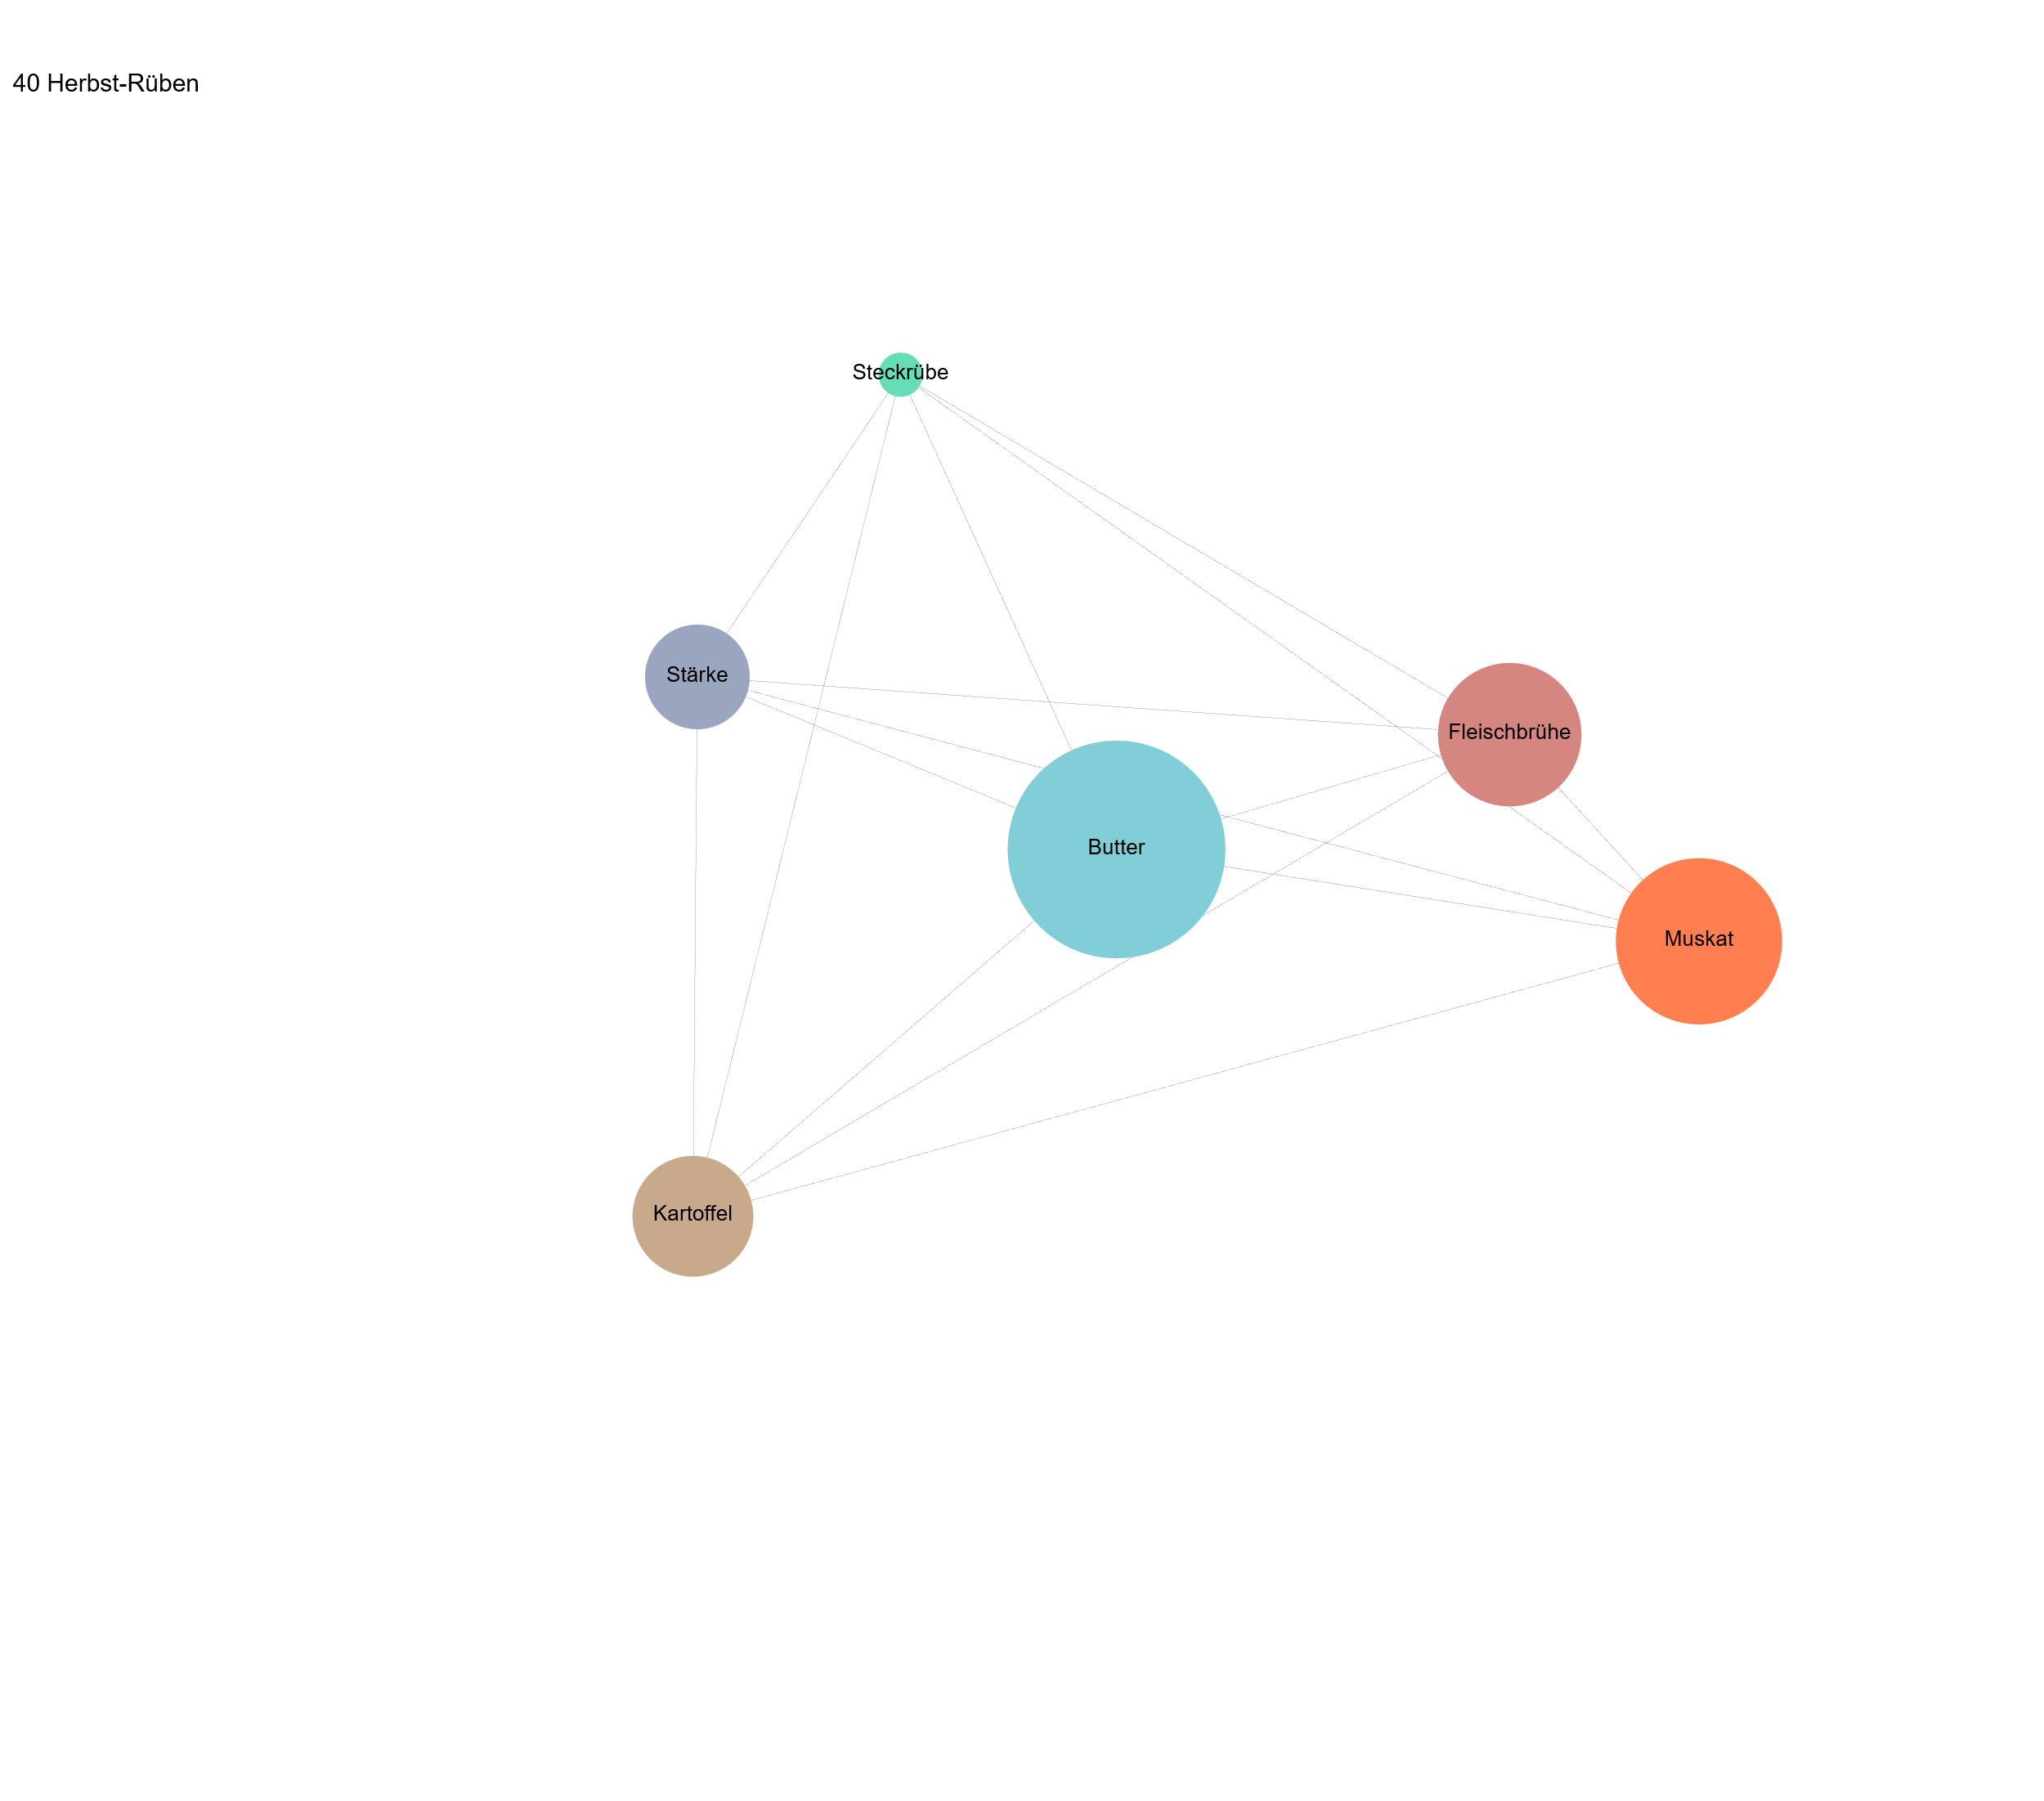 40 Herbst-Rüben
Steckrübe
Stärke
Fleischbrühe
Butter
Muskat
Kartoffel